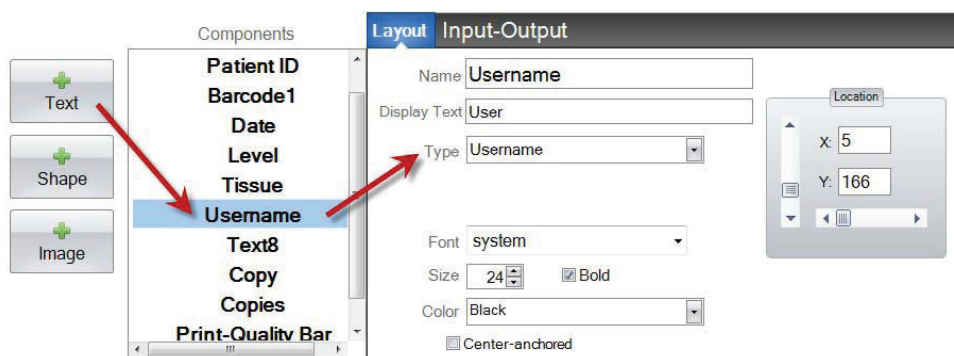 Text
Shape
Image
Components
Patient ID
Barcode1
Date
Level
Tissue
Username
Text8
Copy
Copies
Print-Quality Bar
Layout Input-Output
Name Username
Display Text User
Type Username
Font system
Size 24 Bold
Color Black
Center-anchored
Location
X: 5
Y: 166